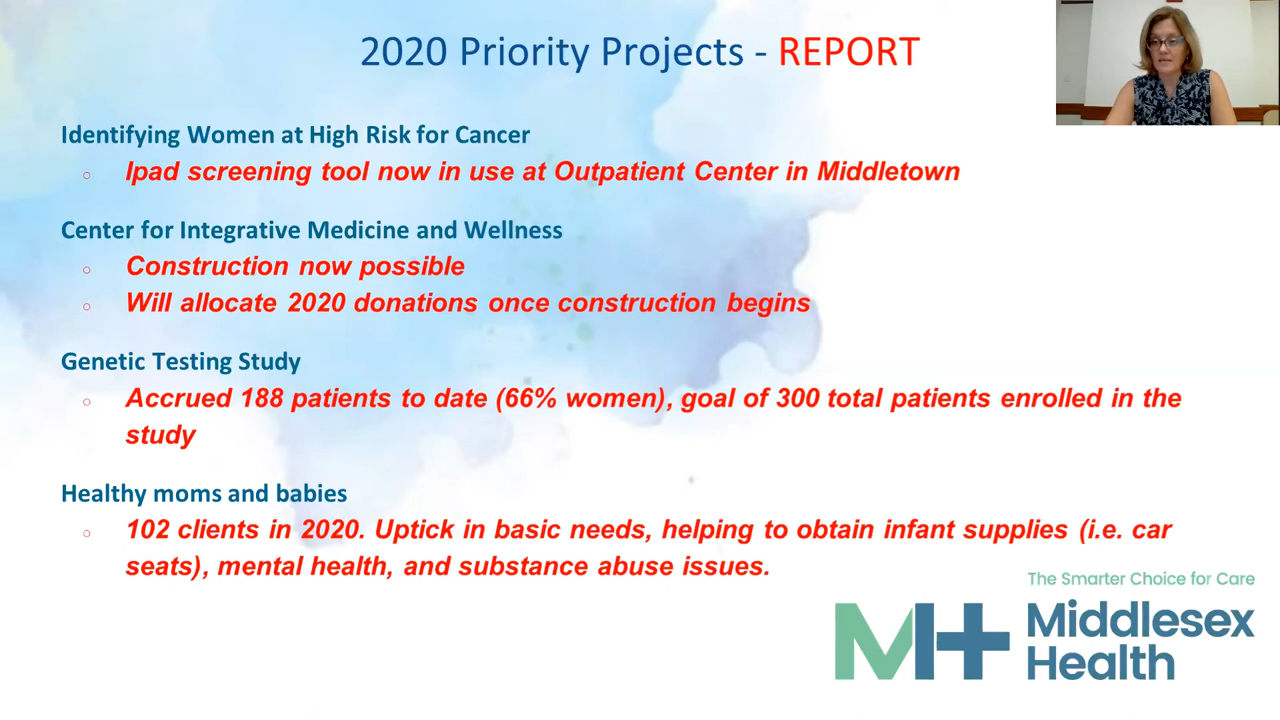 2020 Priority Projects - REPORT
Identifying Women at High Risk for Cancer
Ipad screening tool now in use at Outpatient Center in Middletown
Center for Integrative Medicine and Wellness
Construction now possible
Will allocate 2020 donations once construction begins
Genetic Testing Study
Accrued 188 patients to date (66% women), goal of 300 total patients enrolled in the
study
Healthy moms and babies
102 clients in 2020. Uptick in basic needs, helping to obtain infant supplies (i.e. car
seats), mental health, and substance abuse issues.
The Smarter Choice for Care
Middlesex
Health